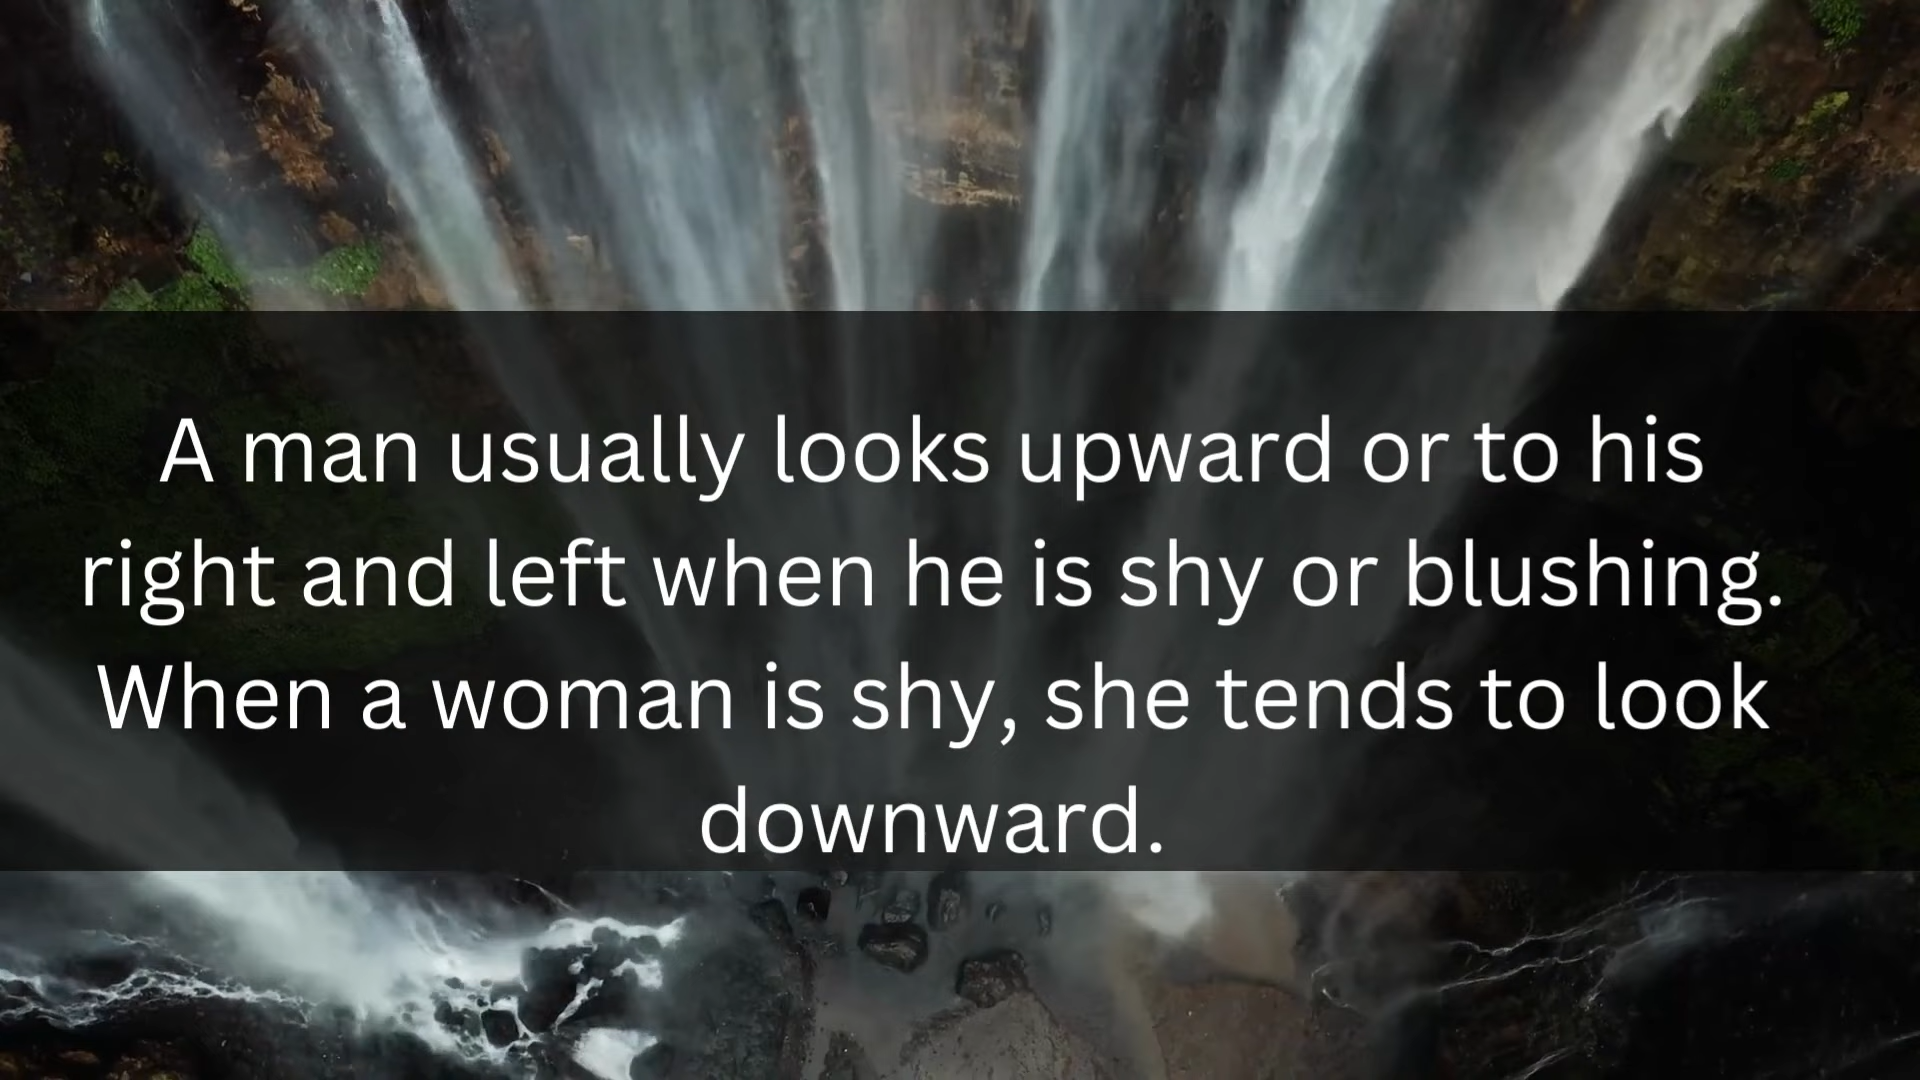 A man usually looks upward or to his
right and left when he is shy or blushing.
When a woman is shy, she tends to look
downward.